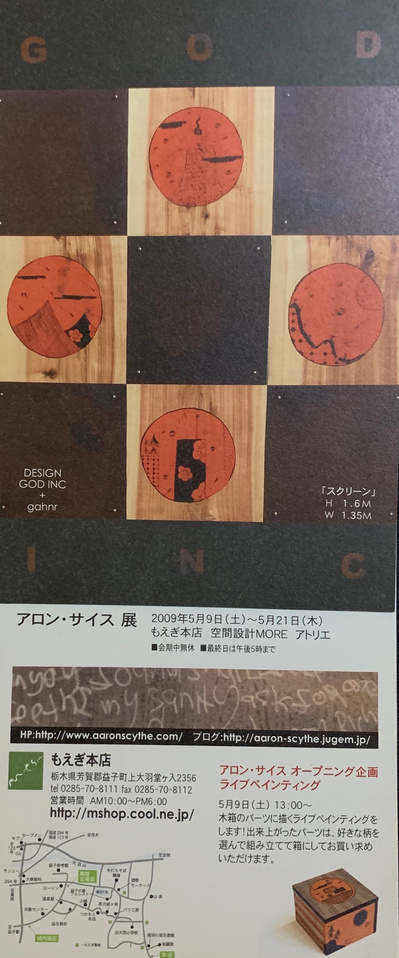 G O D
DESIGN
GOD INC
+
gahnr
「スクリーン」
H 1.6M
W 1.35M
I N C
アロン・サイス 展
2009年5月9日(土)~5月21日(木)
もえぎ本店 空間設計MORE アトリエ
■会期中無休 ■最終日は午後5時まで
HP:http://www.aaronscythe.com/ ブログ:http://aaron-scythe.jugem.jp/
もえぎ本店
栃木県芳賀郡益子町上大羽堂ヶ入2356
tel 0285-70-8111 fax 0285-70-8112
営業時間 AM10:00~PM6:00
http://mshop.cool.ne.jp/
アロン・サイス オープニング企画
ライブペインティング
5月9日(土) 13:00~
木箱のパーツに描くライブペインティングを
します!出来上がったパーツは、好きな柄を
選んで組み立てて箱にしてお買い求め
いただけます。